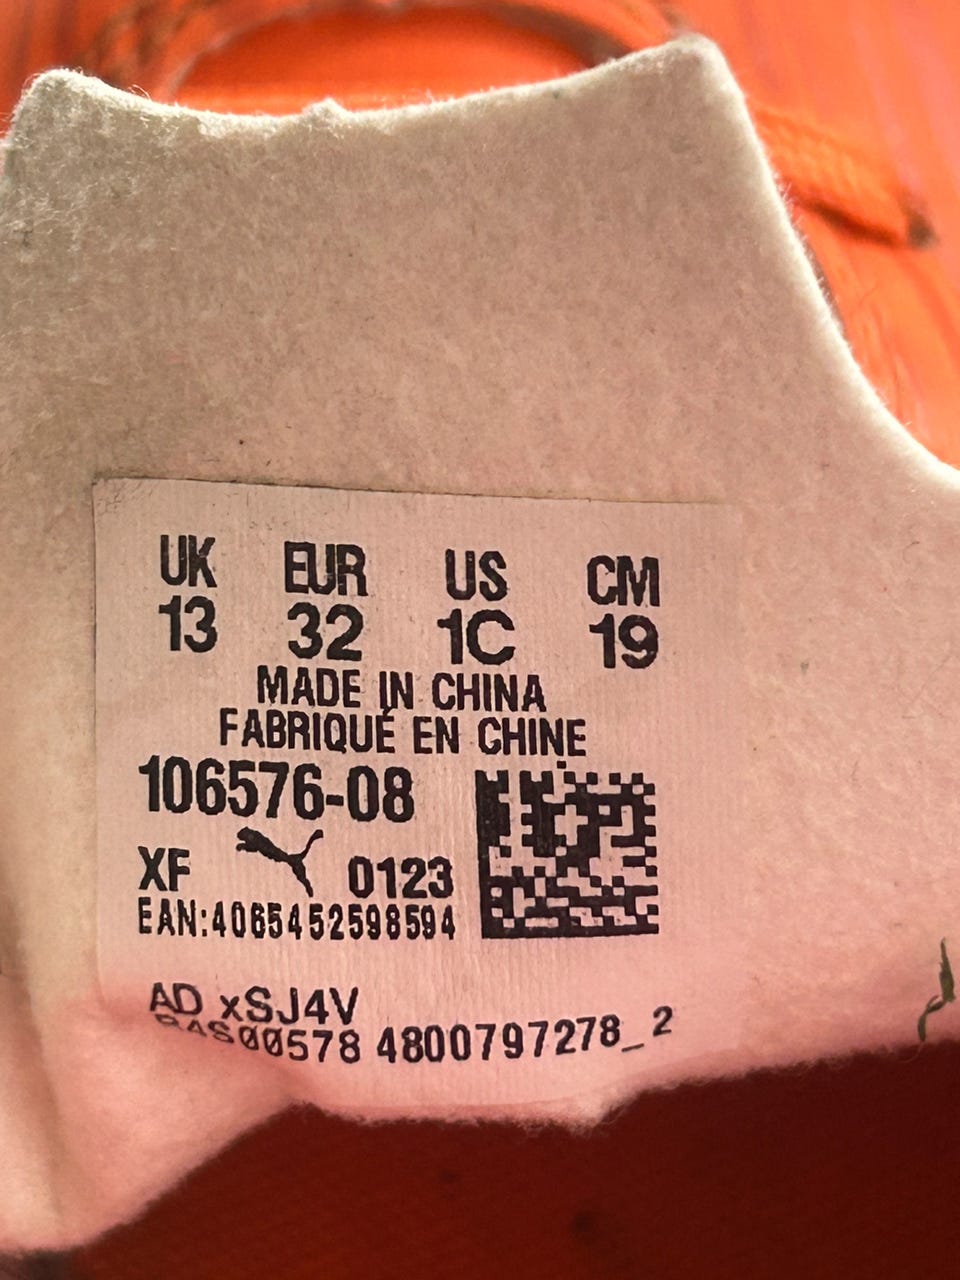 UK EUR US CM
13 32 1C 19
MADE IN CHINA
FABRIQUÉ EN CHINE
106576-08
XF 0123
EAN:4065452598594
AD xSJ4V
4800797278_2